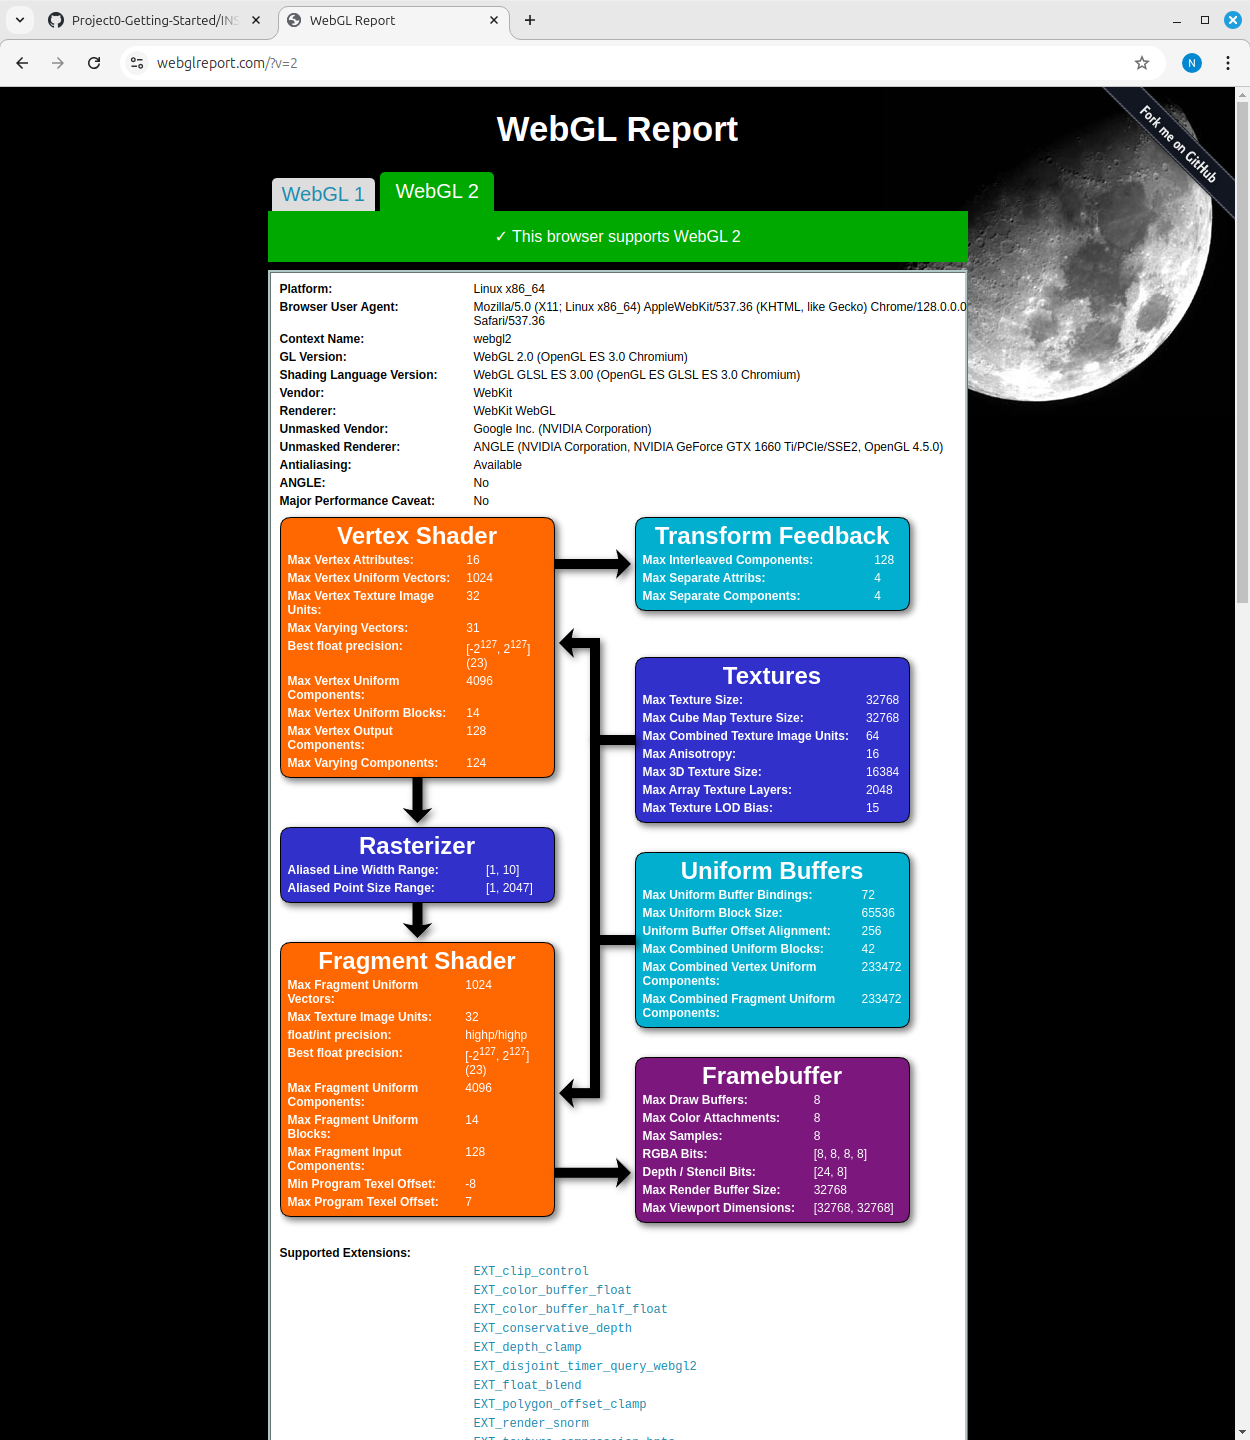 Project0-Getting-Started/INS
WebGL Report
webglreport.com/?v=2
N
Fork me on GitHub
WebGL Report
WebGL 1
WebGL 2
✓ This browser supports WebGL 2
Platform: Linux x86_64
Browser User Agent: Mozilla/5.0 (X11; Linux x86_64) AppleWebKit/537.36 (KHTML, like Gecko) Chrome/128.0.0.0
Safari/537.36
Context Name: webgl2
GL Version: WebGL 2.0 (OpenGL ES 3.0 Chromium)
Shading Language Version: WebGL GLSL ES 3.00 (OpenGL ES GLSL ES 3.0 Chromium)
Vendor: WebKit
Renderer: WebKit WebGL
Unmasked Vendor: Google Inc. (NVIDIA Corporation)
Unmasked Renderer: ANGLE (NVIDIA Corporation, NVIDIA GeForce GTX 1660 Ti/PCIe/SSE2, OpenGL 4.5.0)
Antialiasing: Available
ANGLE: No
Major Performance Caveat: No
Vertex Shader
Max Vertex Attributes: 16
Max Vertex Uniform Vectors: 1024
Max Vertex Texture Image 32
Units:
Max Varying Vectors: 31
Best float precision: [-2^127, 2^127]
(23)
Max Vertex Uniform 4096
Components:
Max Vertex Uniform Blocks: 14
Max Vertex Output 128
Components:
Max Varying Components: 124
Transform Feedback
Max Interleaved Components: 128
Max Separate Attribs: 4
Max Separate Components: 4
Textures
Max Texture Size: 32768
Max Cube Map Texture Size: 32768
Max Combined Texture Image Units: 64
Max Anisotropy: 16
Max 3D Texture Size: 16384
Max Array Texture Layers: 2048
Max Texture LOD Bias: 15
Rasterizer
Aliased Line Width Range: [1, 10]
Aliased Point Size Range: [1, 2047]
Uniform Buffers
Max Uniform Buffer Bindings: 72
Max Uniform Block Size: 65536
Uniform Buffer Offset Alignment: 256
Max Combined Uniform Blocks: 42
Max Combined Vertex Uniform 233472
Components:
Max Combined Fragment Uniform 233472
Components:
Fragment Shader
Max Fragment Uniform 1024
Vectors:
Max Texture Image Units: 32
float/int precision: highp/highp
Best float precision: [-2^127, 2^127]
(23)
Max Fragment Uniform 4096
Components:
Max Fragment Uniform 14
Blocks:
Max Fragment Input 128
Components:
Min Program Texel Offset: -8
Max Program Texel Offset: 7
Framebuffer
Max Draw Buffers: 8
Max Color Attachments: 8
Max Samples: 8
RGBA Bits: [8, 8, 8, 8]
Depth / Stencil Bits: [24, 8]
Max Render Buffer Size: 32768
Max Viewport Dimensions: [32768, 32768]
Supported Extensions:
EXT_clip_control
EXT_color_buffer_float
EXT_color_buffer_half_float
EXT_conservative_depth
EXT_depth_clamp
EXT_disjoint_timer_query_webgl2
EXT_float_blend
EXT_polygon_offset_clamp
EXT_render_snorm